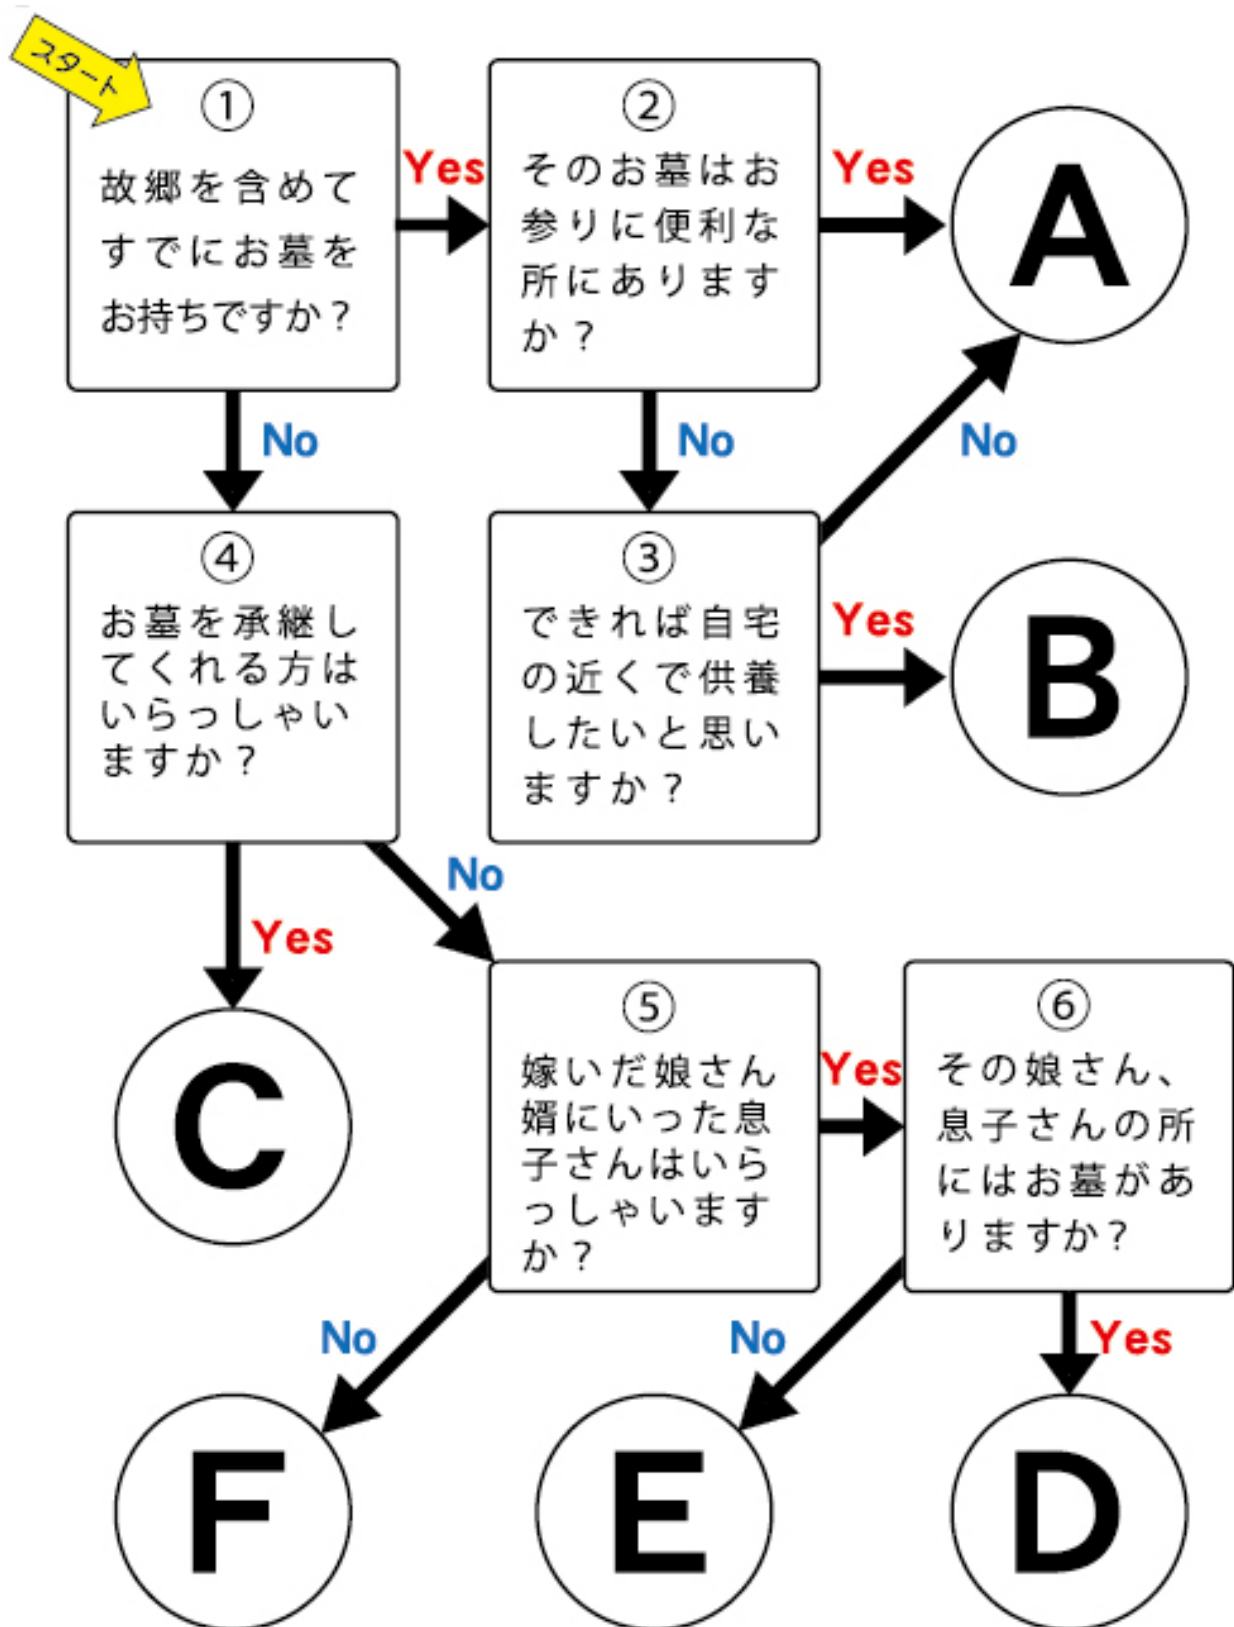 スタート
①
故郷を含めて
すでにお墓を
お持ちですか？
Yes
②
そのお墓はお
参りに便利な
所にあります
か？
Yes
A
No
No
No
④
お墓を承継し
てくれる方は
いらっしゃい
ますか？
③
できれば自宅
の近くで供養
したいと思い
ますか？
Yes
B
No
Yes
C
⑤
嫁いだ娘さん
婿にいった息
子さんはいら
っしゃいます
か？
Yes
⑥
その娘さん、
息子さんの所
にはお墓があ
りますか？
No
No
Yes
F
E
D